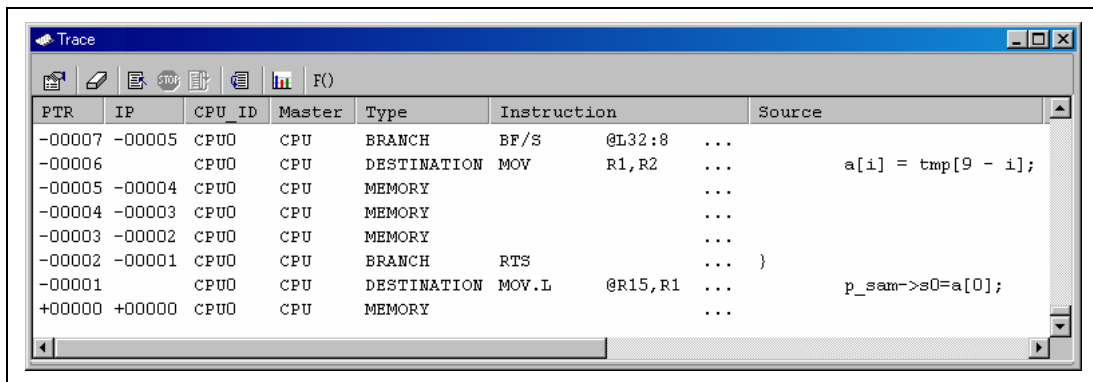 Trace
STOP F()
PTR IP CPU_ID Master Type Instruction Source
-00007 -00005 CPU0 CPU BRANCH BF/S @L32:8 ...
-00006 CPU0 CPU DESTINATION MOV R1,R2 ... a[i] = tmp[9 - i];
-00005 -00004 CPU0 CPU MEMORY ...
-00004 -00003 CPU0 CPU MEMORY ...
-00003 -00002 CPU0 CPU MEMORY ...
-00002 -00001 CPU0 CPU BRANCH RTS ... }
-00001 CPU0 CPU DESTINATION MOV.L @R15,R1 ... p_sam->s0=a[0];
+00000 +00000 CPU0 CPU MEMORY ...